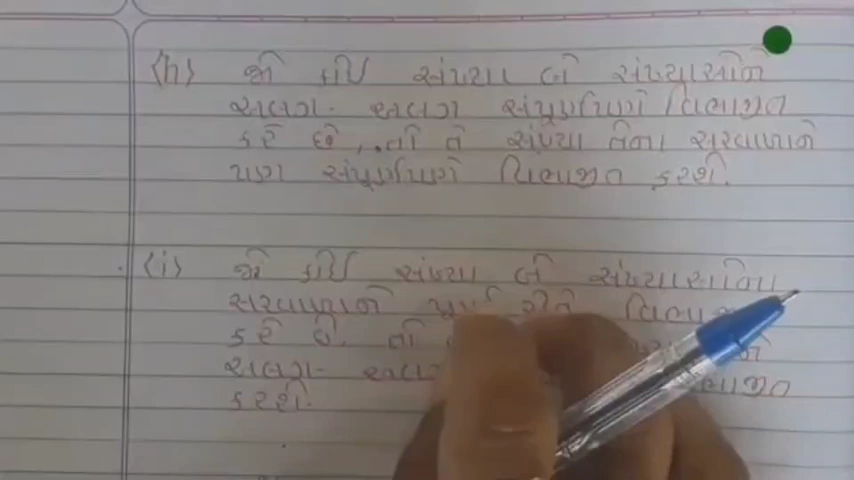 (h) જો કોઈ સંખ્યા બે સંખ્યાઓને
અલગ- અલગ સંપૂર્ણપણે વિભાજીત
કરે છે, તો તે સંખ્યા તેના સરવાળાને
પણ સંપૂર્ણપણે વિભાજીત કરશે.
(i) જો કોઈ સંખ્યા બે સંખ્યાઓના
સરવાળાને પૂર્ણ રીતે
કરે છે. તો
અલગ- અલગ
કરશે.